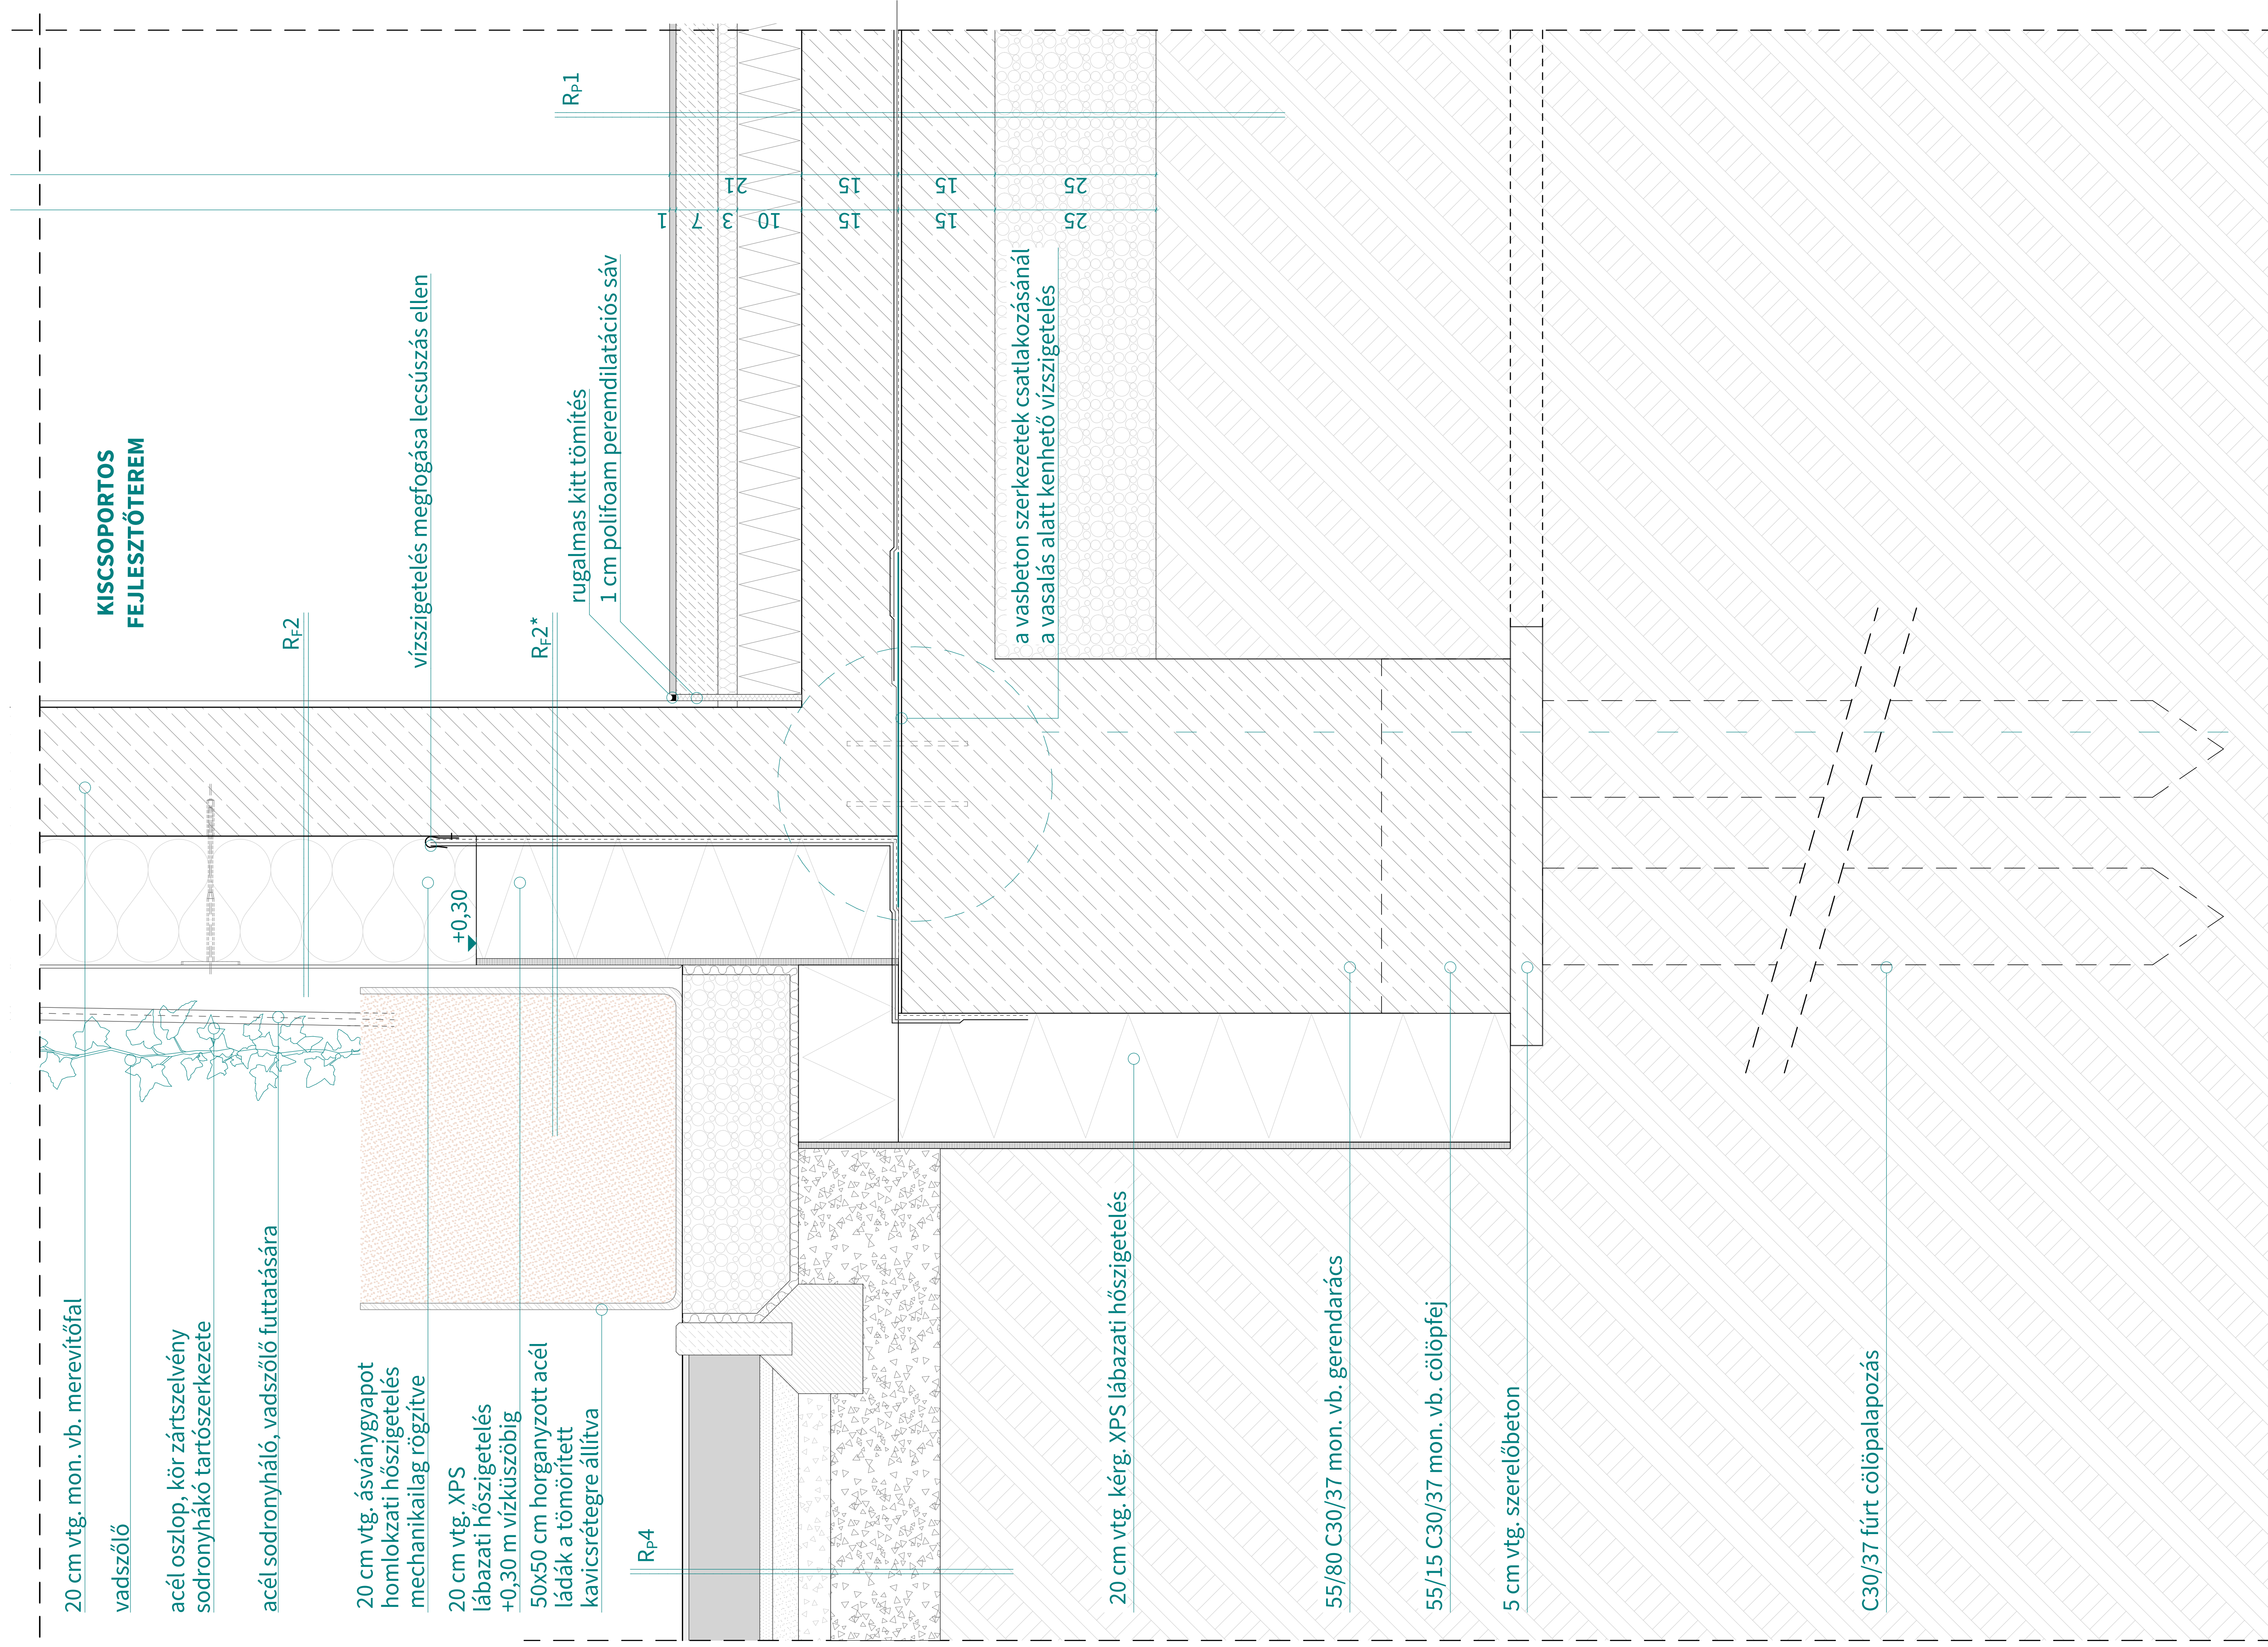 KISCSOPORTOS
FEJLESZTŐTEREM
20 cm vtg. mon. vb. merevítőfal
vadszőlő
acél oszlop, kör zártszelvény
sodronyhákó tartószerkezete
acél sodronyháló, vadszőlő futtatására
20 cm vtg. ásványgyapot
homlokzati hőszigetelés
mechanikailag rögzítve
20 cm vtg. XPS
lábazati hőszigetelés
+0,30 m vízküszöbig
50x50 cm horganyzott acél
ládák a tömörített
kavicsrétegre állítva
RP4
20 cm vtg. kérg. XPS lábazati hőszigetelés
55/80 C30/37 mon. vb. gerendarács
55/15 C30/37 mon. vb. cölöpfej
5 cm vtg. szerelőbeton
C30/37 fúrt cölöpalapozás
+0,30
RF2
vízszigetelés megfogása lecsúszás ellen
RF2*
rugalmas kitt tömítés
1 cm polifoam peremdilatációs sáv
a vasbeton szerkezetek csatlakozásánál
a vasalás alatt kenhető vízszigetelés
RP1
21
15
15
25
1
7
3
10
15
15
25